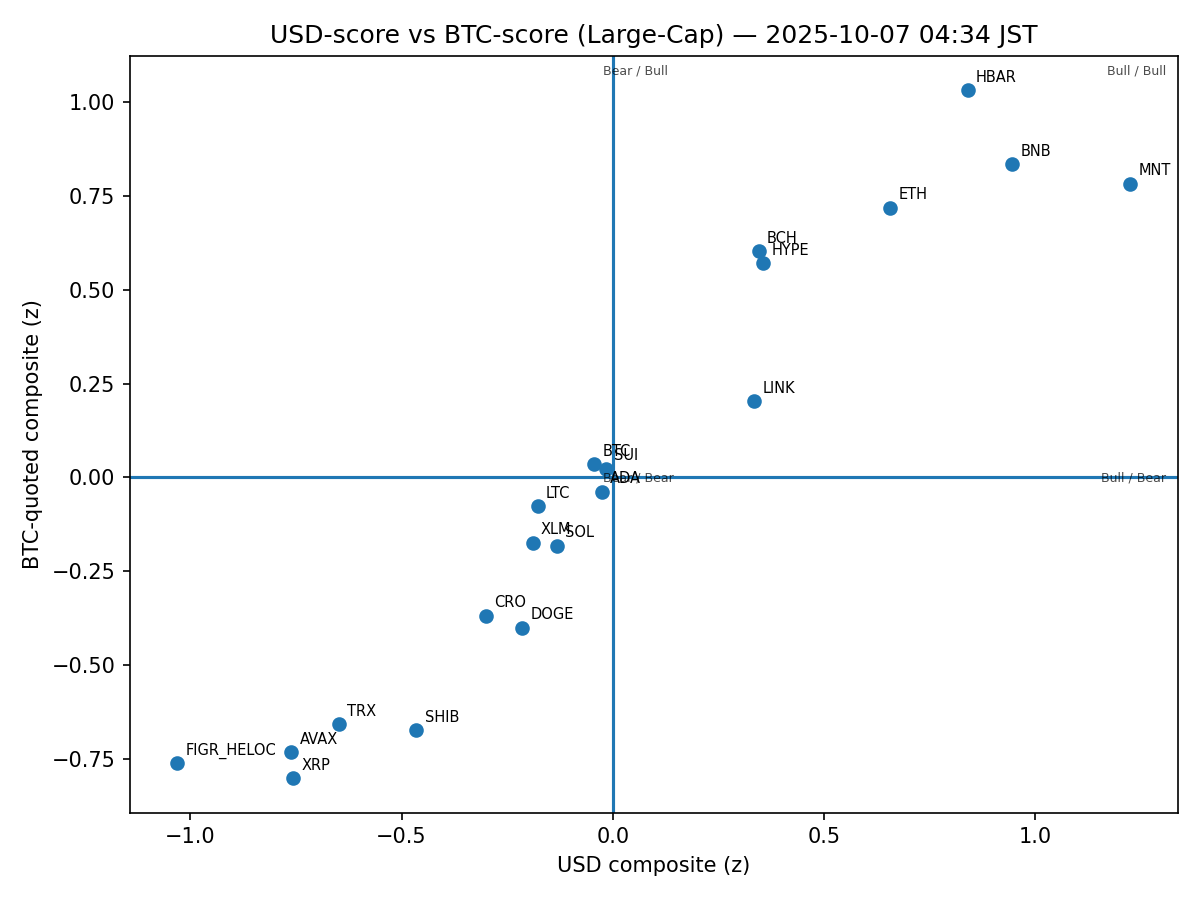 USD-score vs BTC-score (Large-Cap) — 2025-10-07 04:34 JST
Bear / Bull
Bull / Bull
HBAR
1.00
BNB
MNT
0.75
ETH
BCH
HYPE
0.50
LINK
0.25
BTC
SUI
0.00
Bear / Bear
ADA
Bull / Bear
LTC
XLM
SOL
−0.25
CRO
DOGE
−0.50
TRX
SHIB
AVAX
FIGR_HELOC
−0.75
XRP
−1.0
−0.5
0.0
0.5
1.0
USD composite (z)
BTC-quoted composite (z)